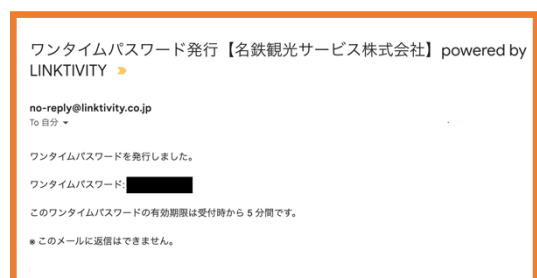 ワンタイムパスワード発行【名鉄観光サービス株式会社】powered by
LINKTIVITY
no-reply@linktivity.co.jp
To 自分
ワンタイムパスワードを発行しました。
ワンタイムパスワード:
このワンタイムパスワードの有効期限は受付時から 5 分間です。
※ このメールに返信はできません。